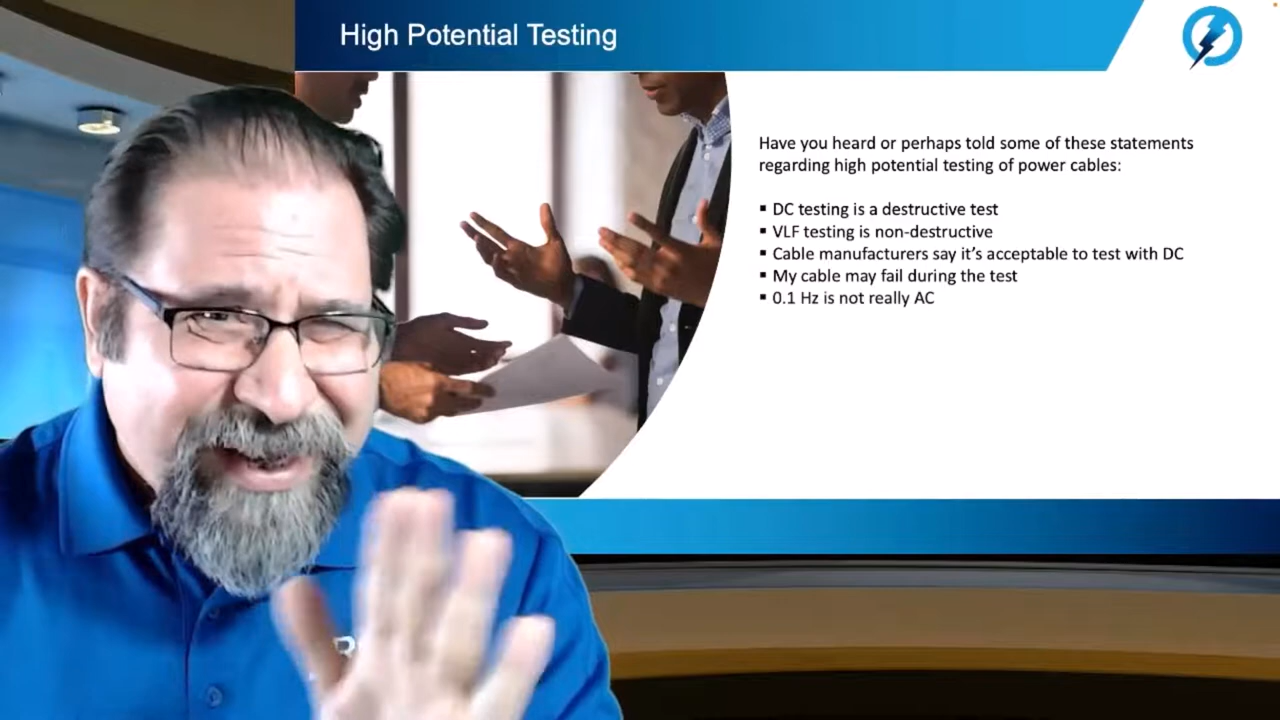 High Potential Testing
Have you heard or perhaps told some of these statements
regarding high potential testing of power cables:
▪ DC testing is a destructive test
▪ VLF testing is non-destructive
▪ Cable manufacturers say it’s acceptable to test with DC
▪ My cable may fail during the test
▪ 0.1 Hz is not really AC